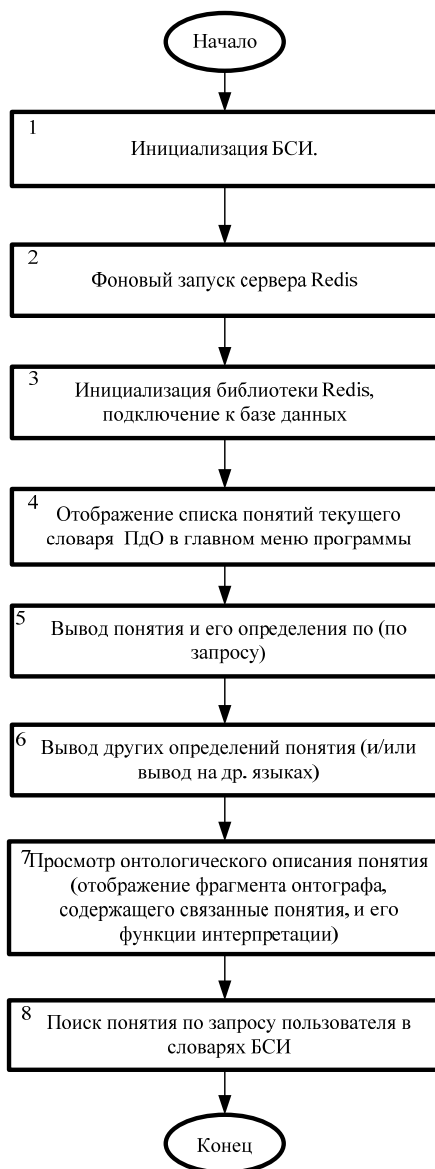 Начало
1
Инициализация БСИ.
2
Фоновый запуск сервера Redis
3
Инициализация библиотеки Redis,
подключение к базе данных
4
Отображение списка понятий текущего
словаря ПдО в главном меню программы
5
Вывод понятия и его определения по (по
запросу)
6
Вывод других определений понятия (и/или
вывод на др. языках)
7
Просмотр онтологического описания понятия
(отображение фрагмента онтографа,
содержащего связанные понятия, и его
функции интерпретации)
8
Поиск понятия по запросу пользователя в
словарях БСИ
Конец